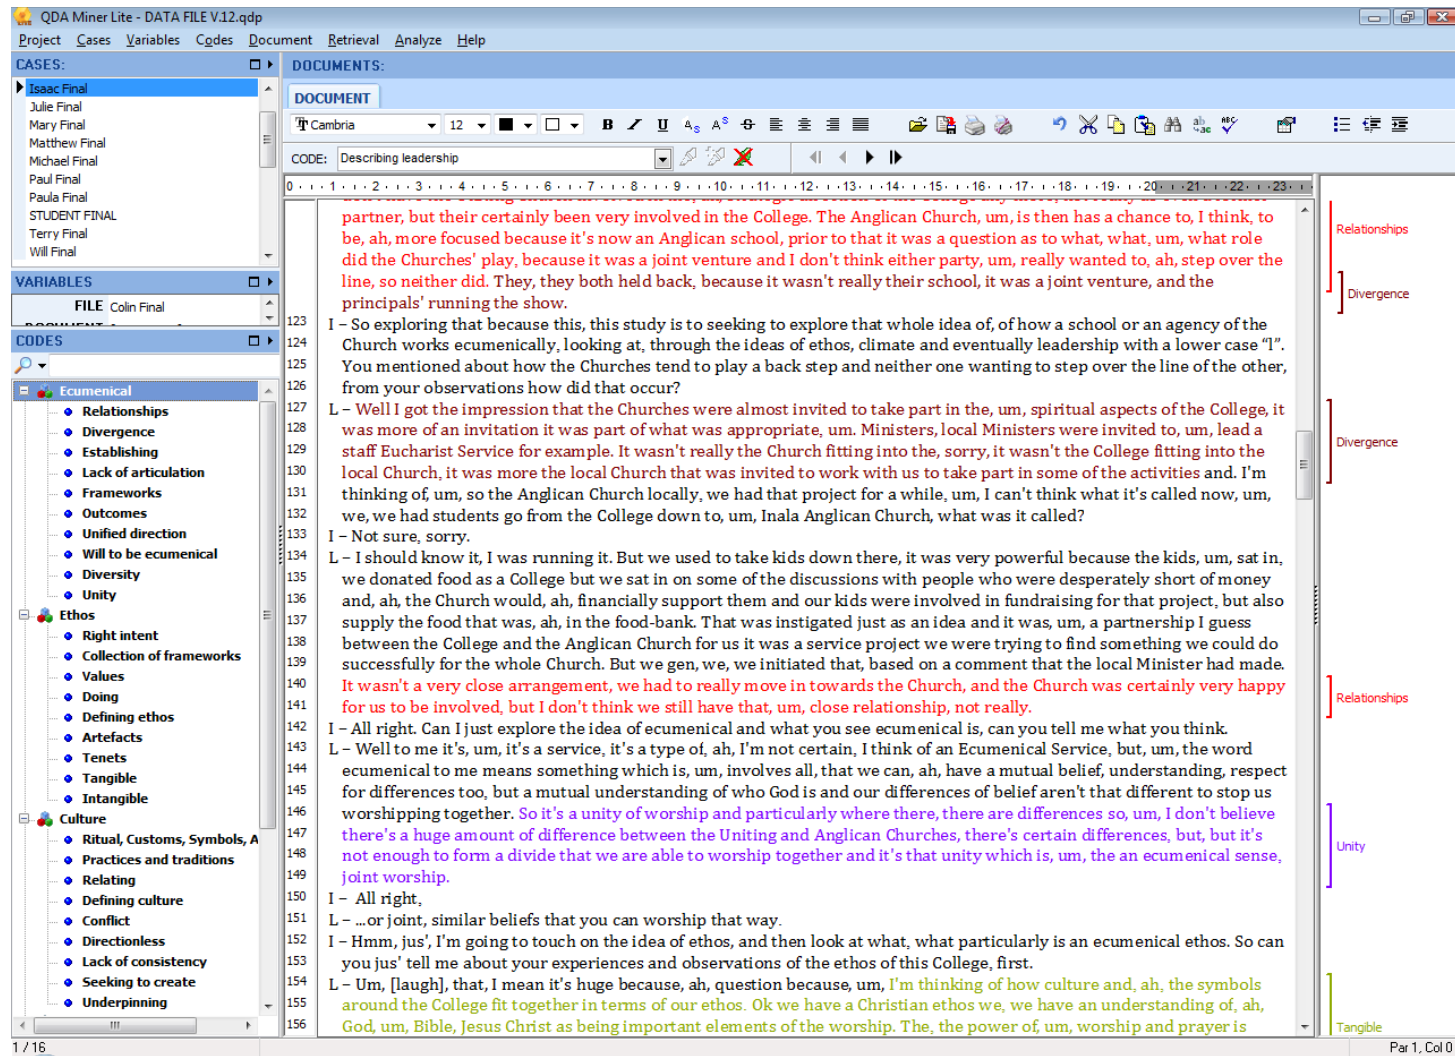 QDA Miner Lite - DATA FILE V.12.qdp
Project Cases Variables Codes Document Retrieval Analyze Help
CASES:
Isaac Final
Julie Final
Mary Final
Matthew Final
Michael Final
Paul Final
Paula Final
STUDENT FINAL
Terry Final
Will Final
VARIABLES
FILE Colin Final
CODES
Ecumenical
Relationships
Divergence
Establishing
Lack of articulation
Frameworks
Outcomes
Unified direction
Will to be ecumenical
Diversity
Unity
Ethos
Right intent
Collection of frameworks
Values
Doing
Defining ethos
Artefacts
Tenets
Tangible
Intangible
Culture
Ritual, Customs, Symbols, A
Practices and traditions
Relating
Defining culture
Conflict
Directionless
Lack of consistency
Seeking to create
Underpinning
1 / 16
DOCUMENTS:
DOCUMENT
Cambria 12 B I U
CODE: Describing leadership
0 1 2 3 4 5 6 7 8 9 10 11 12 13 14 15 16 17 18 19 20 21 22 23
partner, but their certainly been very involved in the College. The Anglican Church, um, is then has a chance to, I think, to
be, ah, more focused because it's now an Anglican school, prior to that it was a question as to what, what, um, what role
did the Churches' play, because it was a joint venture and I don't think either party, um, really wanted to, ah, step over the
line, so neither did. They, they both held back, because it wasn't really their school, it was a joint venture, and the
principals' running the show.
123 I – So exploring that because this, this study is to seeking to explore that whole idea of, of how a school or an agency of the
124 Church works ecumenically, looking at, through the ideas of ethos, climate and eventually leadership with a lower case “l”.
125 You mentioned about how the Churches tend to play a back step and neither one wanting to step over the line of the other,
126 from your observations how did that occur?
127 L – Well I got the impression that the Churches were almost invited to take part in the, um, spiritual aspects of the College, it
128 was more of an invitation it was part of what was appropriate, um. Ministers, local Ministers were invited to, um, lead a
129 staff Eucharist Service for example. It wasn't really the Church fitting into the, sorry, it wasn't the College fitting into the
130 local Church, it was more the local Church that was invited to work with us to take part in some of the activities and. I'm
131 thinking of, um, so the Anglican Church locally, we had that project for a while, um, I can't think what it's called now, um,
132 we, we had students go from the College down to, um, Inala Anglican Church, what was it called?
133 I – Not sure, sorry.
134 L – I should know it, I was running it. But we used to take kids down there, it was very powerful because the kids, um, sat in,
135 we donated food as a College but we sat in on some of the discussions with people who were desperately short of money
136 and, ah, the Church would, ah, financially support them and our kids were involved in fundraising for that project, but also
137 supply the food that was, ah, in the food-bank. That was instigated just as an idea and it was, um, a partnership I guess
138 between the College and the Anglican Church for us it was a service project we were trying to find something we could do
139 successfully for the whole Church. But we gen, we, we initiated that, based on a comment that the local Minister had made.
140 It wasn't a very close arrangement, we had to really move in towards the Church, and the Church was certainly very happy
141 for us to be involved, but I don't think we still have that, um, close relationship, not really.
142 I – All right. Can I just explore the idea of ecumenical and what you see ecumenical is, can you tell me what you think.
143 L – Well to me it's, um, it's a service, it's a type of, ah, I'm not certain, I think of an Ecumenical Service, but, um, the word
144 ecumenical to me means something which is, um, involves all, that we can, ah, have a mutual belief, understanding, respect
145 for differences too, but a mutual understanding of who God is and our differences of belief aren't that different to stop us
146 worshipping together. So it's a unity of worship and particularly where there, there are differences so, um, I don't believe
147 there's a huge amount of difference between the Uniting and Anglican Churches, there's certain differences, but, but it's
148 not enough to form a divide that we are able to worship together and it's that unity which is, um, the an ecumenical sense,
149 joint worship.
150 I – All right,
151 L – ...or joint, similar beliefs that you can worship that way.
152 I – Hmm, jus', I'm going to touch on the idea of ethos, and then look at what, what particularly is an ecumenical ethos. So can
153 you jus' tell me about your experiences and observations of the ethos of this College, first.
154 L – Um, [laugh], that, I mean it's huge because, ah, question because, um, I'm thinking of how culture and, ah, the symbols
155 around the College fit together in terms of our ethos. Ok we have a Christian ethos we, we have an understanding of, ah,
156 God, um, Bible, Jesus Christ as being important elements of the worship. The, the power of, um, worship and prayer is
Relationships
Divergence
Divergence
Relationships
Unity
Tangible
Par 1, Col 0